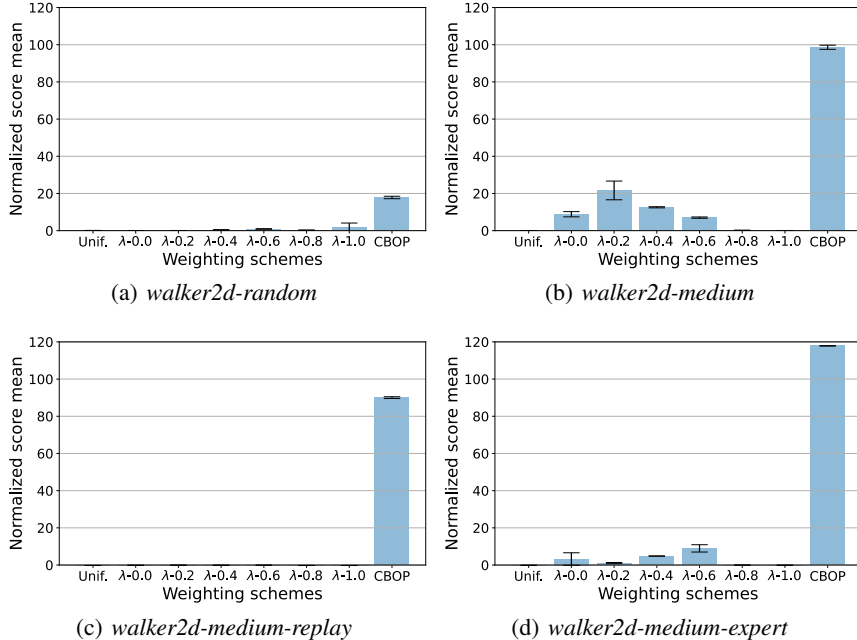 Normalized score mean
120
100
80
60
40
20
0
Unif. λ-0.0 λ-0.2 λ-0.4 λ-0.6 λ-0.8 λ-1.0 CBOP
Weighting schemes
(a) walker2d-random
Normalized score mean
120
100
80
60
40
20
0
Unif. λ-0.0 λ-0.2 λ-0.4 λ-0.6 λ-0.8 λ-1.0 CBOP
Weighting schemes
(b) walker2d-medium
Normalized score mean
120
100
80
60
40
20
0
Unif. λ-0.0 λ-0.2 λ-0.4 λ-0.6 λ-0.8 λ-1.0 CBOP
Weighting schemes
(c) walker2d-medium-replay
Normalized score mean
120
100
80
60
40
20
0
Unif. λ-0.0 λ-0.2 λ-0.4 λ-0.6 λ-0.8 λ-1.0 CBOP
Weighting schemes
(d) walker2d-medium-expert